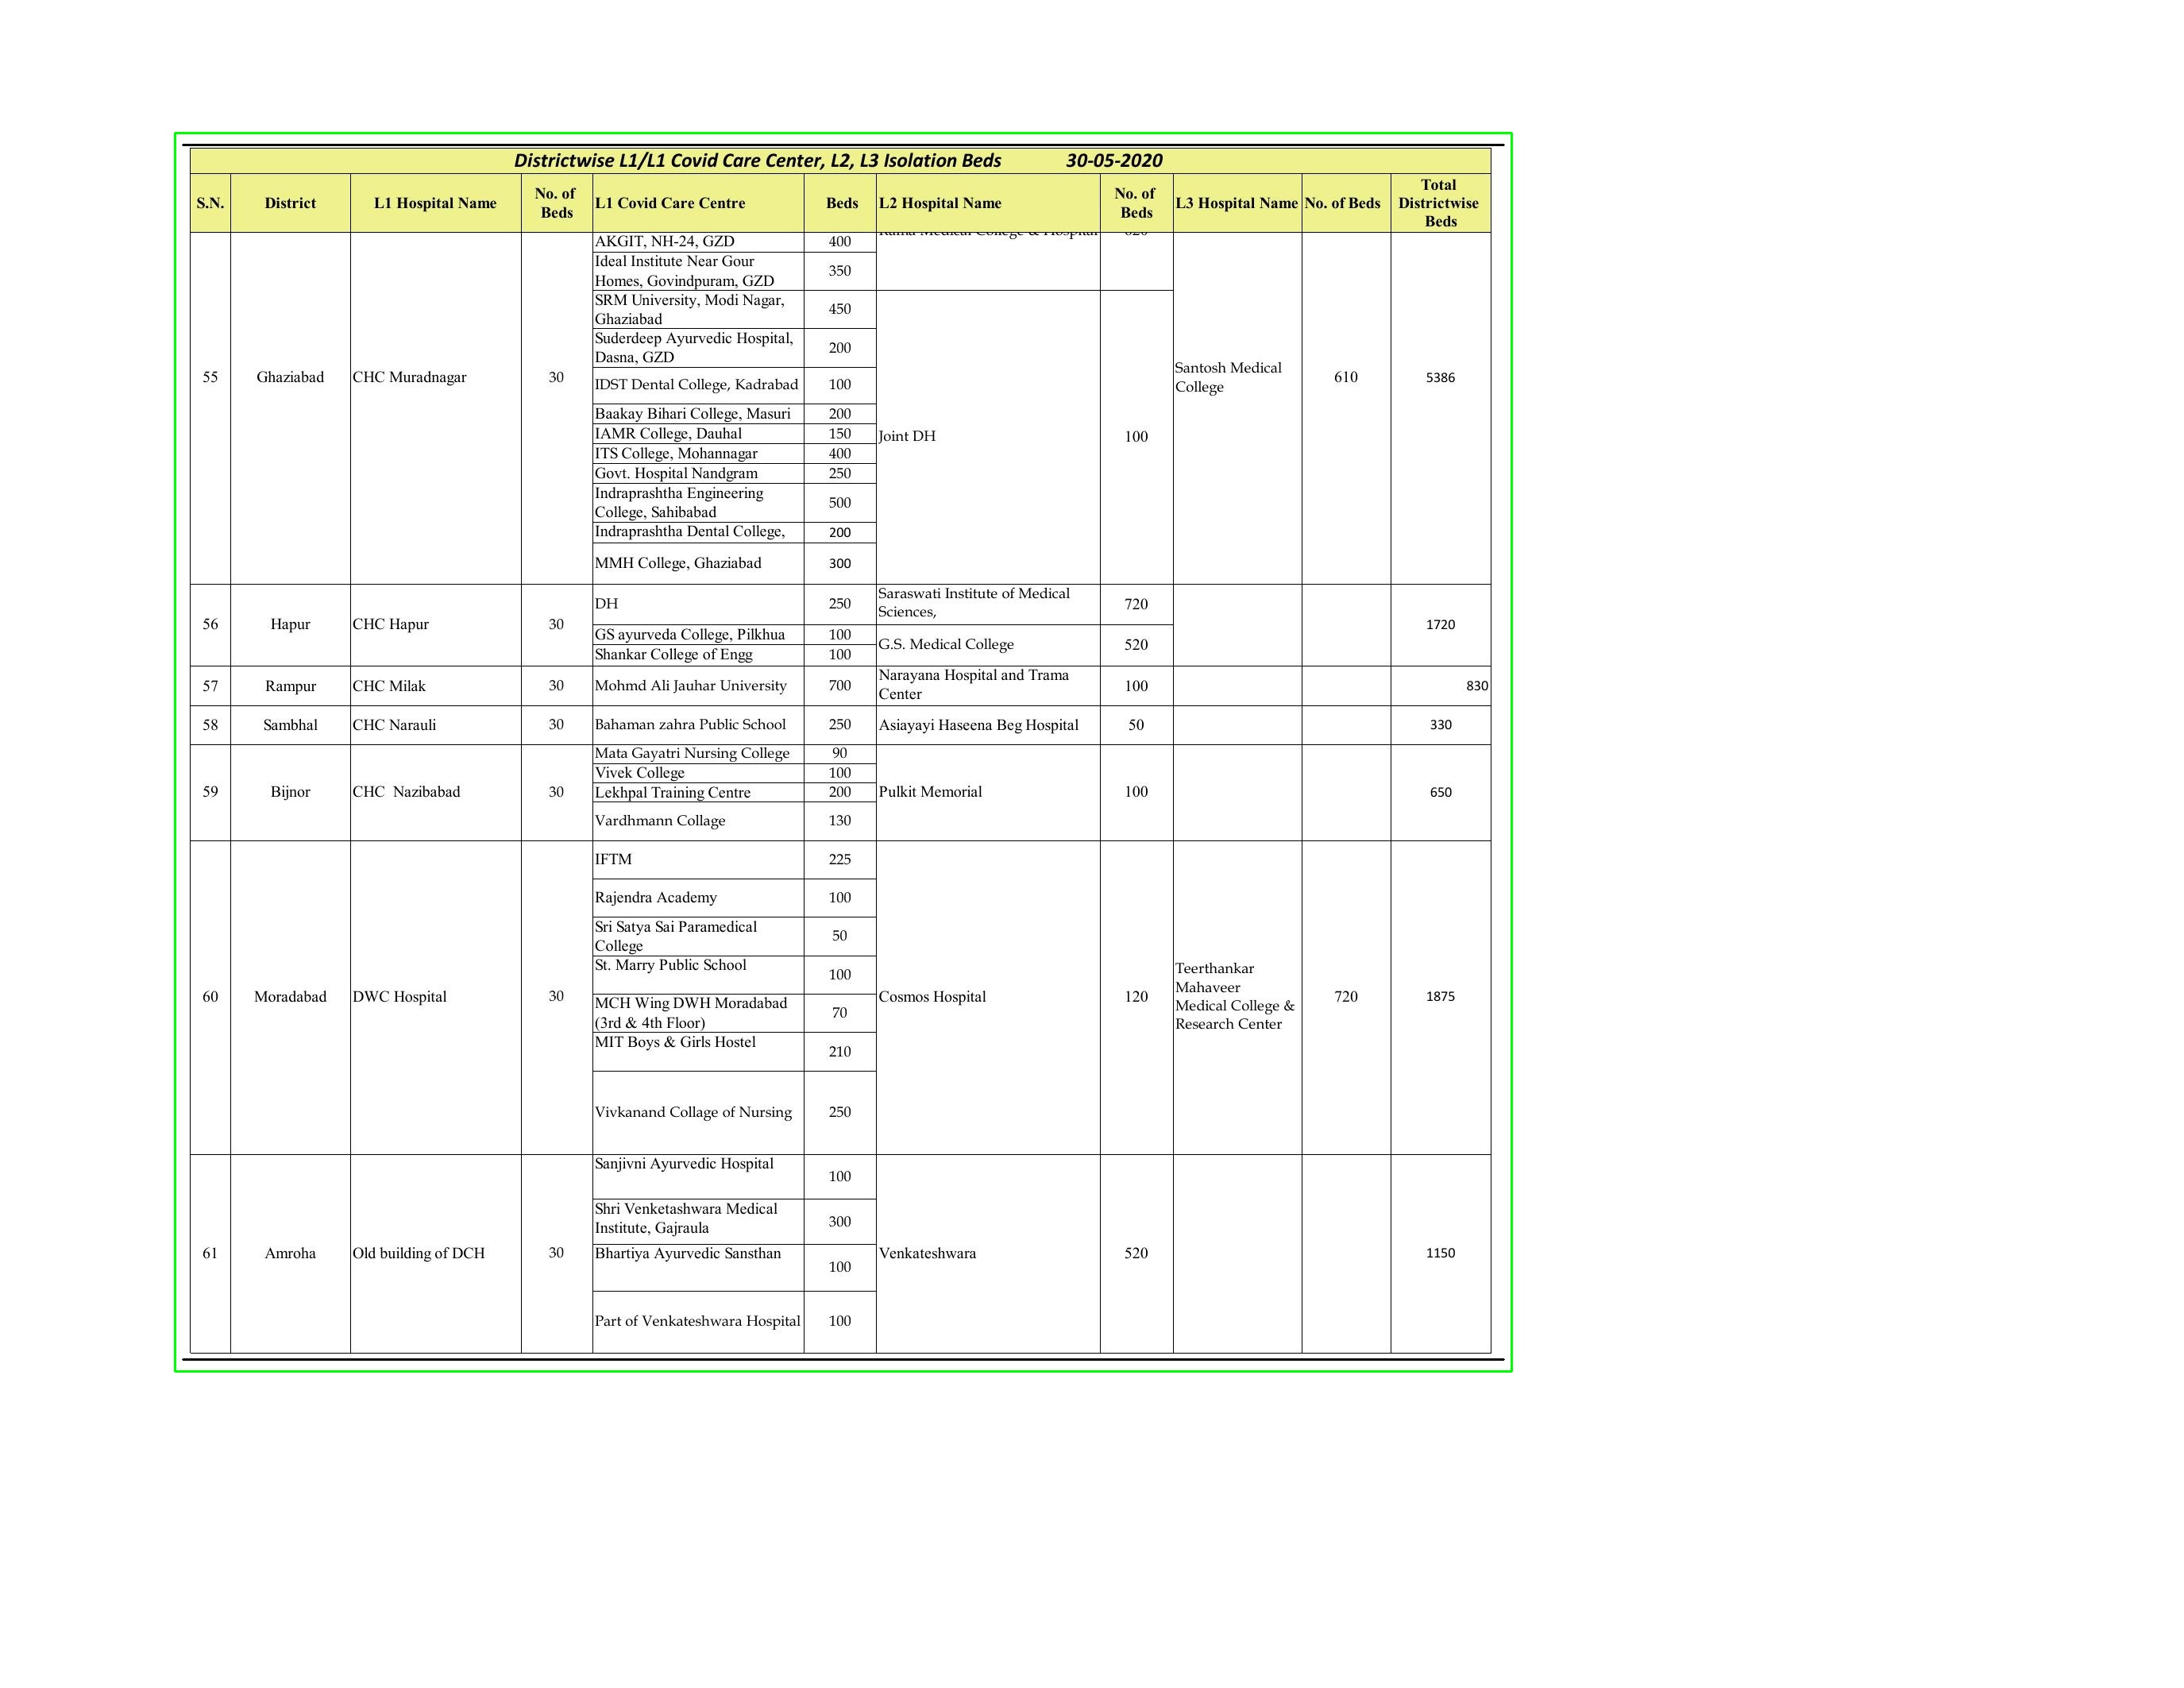 Districtwise L1/L1 Covid Care Center, L2, L3 Isolation Beds 30-05-2020
S.N. District L1 Hospital Name No. of Beds L1 Covid Care Centre Beds L2 Hospital Name No. of Beds L3 Hospital Name No. of Beds Total Districtwise Beds
55 Ghaziabad CHC Muradnagar 30 Santosh Medical College 610 5386
AKGIT, NH-24, GZD 400 Rama Medical College & Hospital
Ideal Institute Near Gour
Homes, Govindpuram, GZD 350
SRM University, Modi Nagar,
Ghaziabad 450
Suderdeep Ayurvedic Hospital,
Dasna, GZD 200
IDST Dental College, Kadrabad 100
Baakay Bihari College, Masuri 200
IAMR College, Dauhal 150
Joint DH 100
ITS College, Mohannagar 400
Govt. Hospital Nandgram 250
Indraprashtha Engineering
College, Sahibabad 500
Indraprashtha Dental College, 200
MMH College, Ghaziabad 300
56 Hapur CHC Hapur 30 1720
DH 250 Saraswati Institute of Medical
Sciences, 720
GS ayurveda College, Pilkhua 100 G.S. Medical College 520
Shankar College of Engg 100
57 Rampur CHC Milak 30 Mohmd Ali Jauhar University 700 Narayana Hospital and Trama
Center 100 830
58 Sambhal CHC Narauli 30 Bahaman zahra Public School 250 Asiayayi Haseena Beg Hospital 50 330
59 Bijnor CHC Nazibabad 30 Pulkit Memorial 100 650
Mata Gayatri Nursing College 90
Vivek College 100
Lekhpal Training Centre 200
Vardhmann Collage 130
60 Moradabad DWC Hospital 30 Cosmos Hospital 120 720 1875
Teerthankar
Mahaveer
Medical College &
Research Center
IFTM 225
Rajendra Academy 100
Sri Satya Sai Paramedical
College 50
St. Marry Public School 100
MCH Wing DWH Moradabad
(3rd & 4th Floor) 70
MIT Boys & Girls Hostel 210
Vivkanand Collage of Nursing 250
61 Amroha Old building of DCH 30 Venkateshwara 520 1150
Sanjivni Ayurvedic Hospital 100
Shri Venketashwara Medical
Institute, Gajraula 300
Bhartiya Ayurvedic Sansthan 100
Part of Venkateshwara Hospital 100